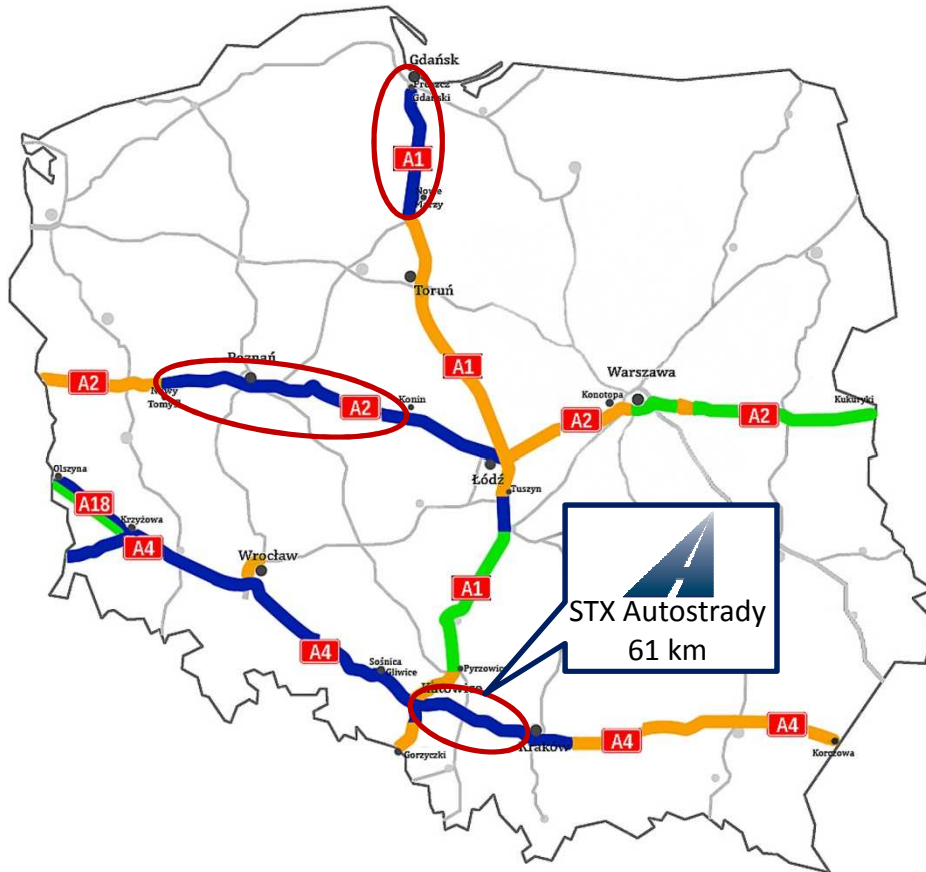 Gdańsk
Pruszcz
Gdański
A1
Nowe
Marzy
Toruń
A1
Poznań
Warszawa
A2
Nowy
Tomyśl
A2
Konin
Konotopa
A2
A2
Kukuryki
Łódź
Tuszyn
Olszyna
A18
Krzyżowa
A4
Wrocław
A1
STX Autostrady
61 km
A4
Sośnica
Gliwice
Pyrzowice
Katowice
Kraków
A4
A4
Gorzyczki
Korczowa